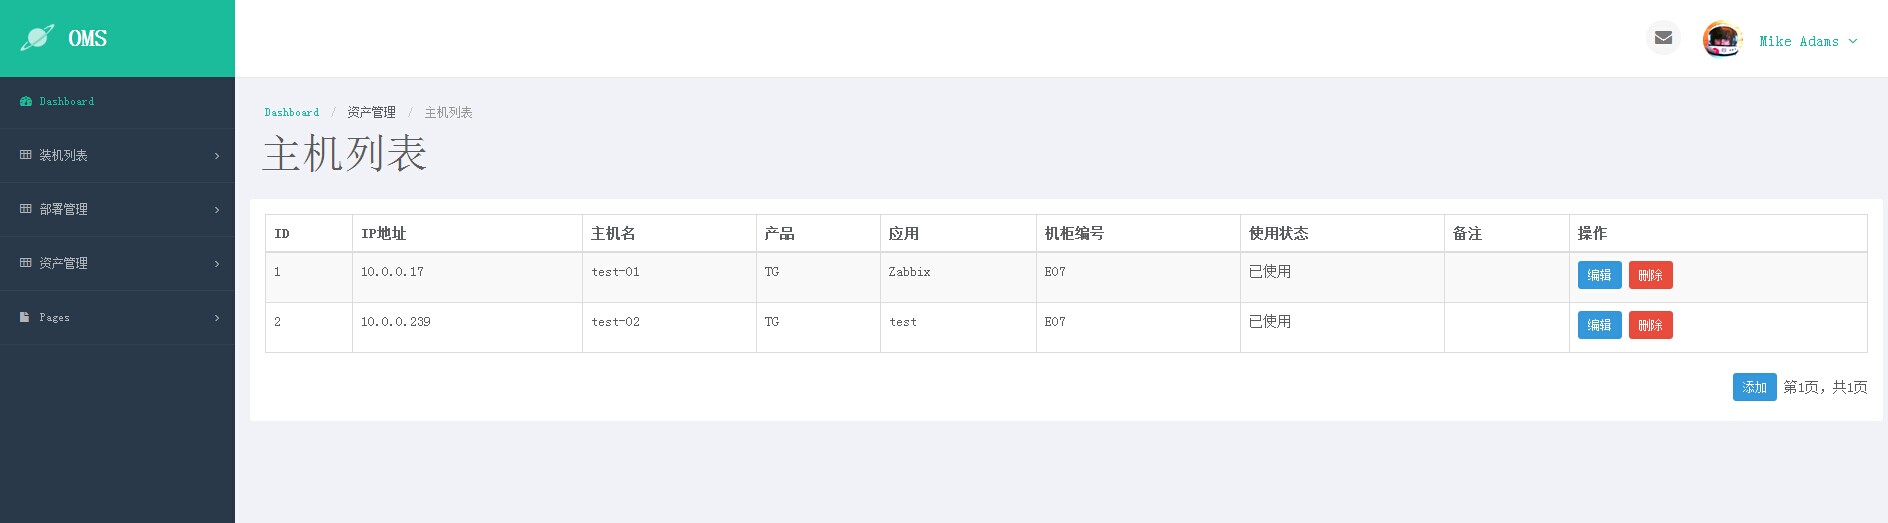 OMS
Mike Adams
Dashboard
装机列表
部署管理
资产管理
Pages
Dashboard / 资产管理 / 主机列表
主机列表
ID IP地址 主机名 产品 应用 机柜编号 使用状态 备注 操作
1 10.0.0.17 test-01 TG Zabbix E07 已使用 编辑 删除
2 10.0.0.239 test-02 TG test E07 已使用 编辑 删除
添加 第1页，共1页